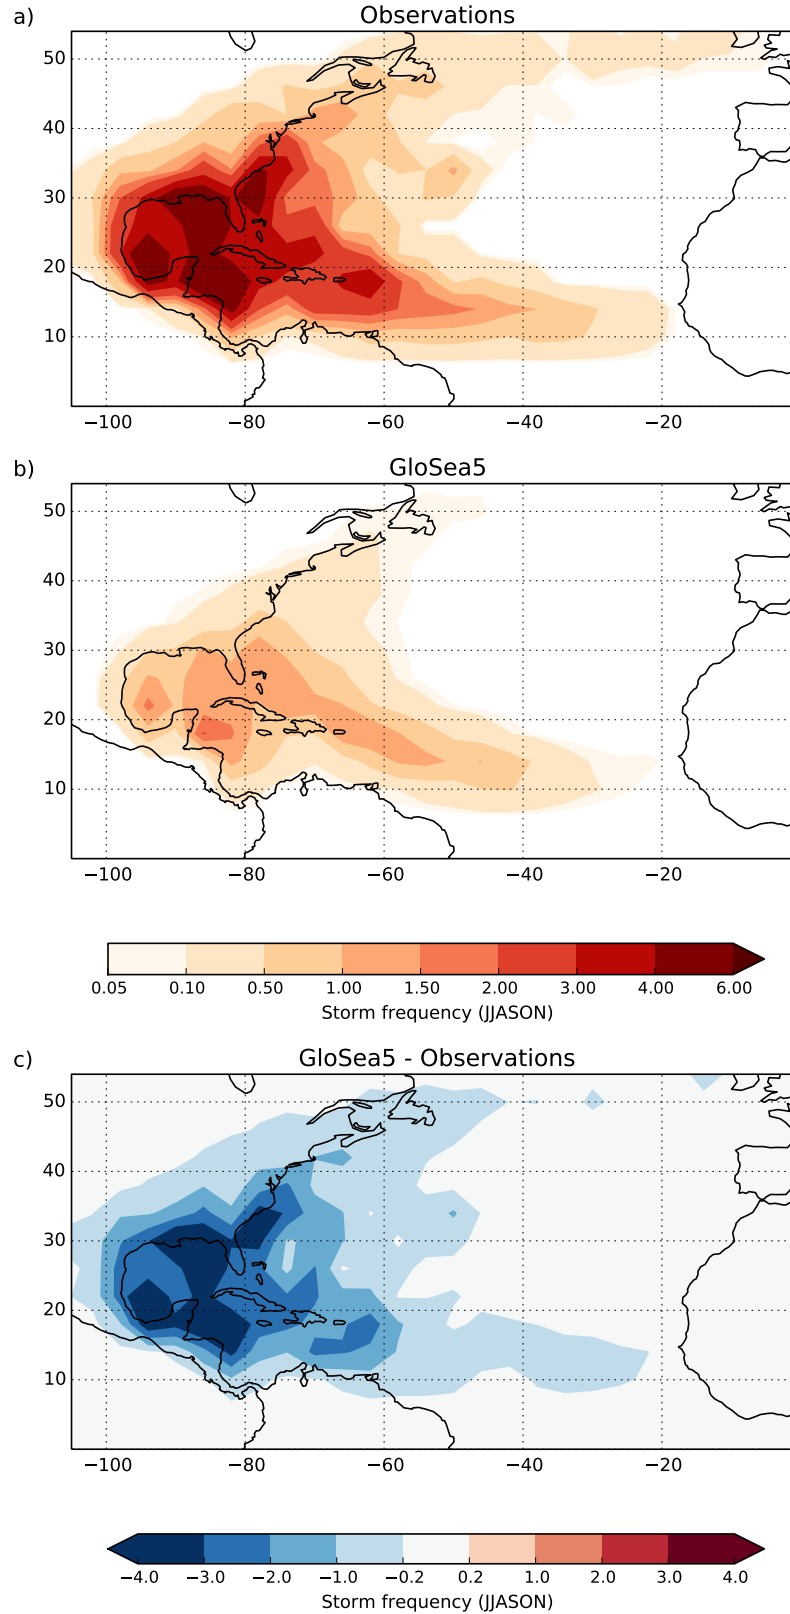 a)
Observations
50
40
30
20
10
−100 −80 −60 −40 −20
b)
GloSea5
50
40
30
20
10
−100 −80 −60 −40 −20
0.05 0.10 0.50 1.00 1.50 2.00 3.00 4.00 6.00
Storm frequency (JJASON)
c)
GloSea5 - Observations
50
40
30
20
10
−100 −80 −60 −40 −20
−4.0 −3.0 −2.0 −1.0 −0.2 0.2 1.0 2.0 3.0 4.0
Storm frequency (JJASON)